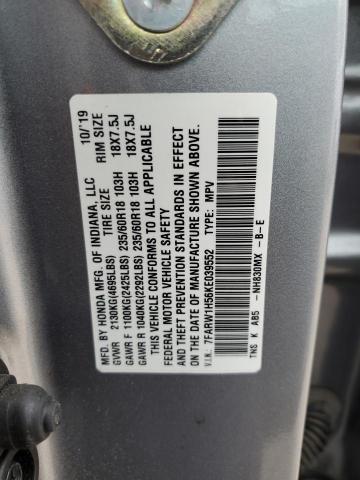 MFD. BY HONDA MFG. OF INDIANA, LLC 10/'19
TIRE SIZE RIM SIZE
GVWR 2130KG(4695LBS)
GAWR F 1100KG(2425LBS) 235/60R18 103H 18X7.5J
GAWR R 1040KG(2292LBS) 235/60R18 103H 18X7.5J
THIS VEHICLE CONFORMS TO ALL APPLICABLE
FEDERAL MOTOR VEHICLE SAFETY
AND THEFT PREVENTION STANDARDS IN EFFECT
ON THE DATE OF MANUFACTURE SHOWN ABOVE.
V.I.N. 7FARW1H56KE039552 TYPE: MPV
TNS K AB5 -NH830MX -B-E